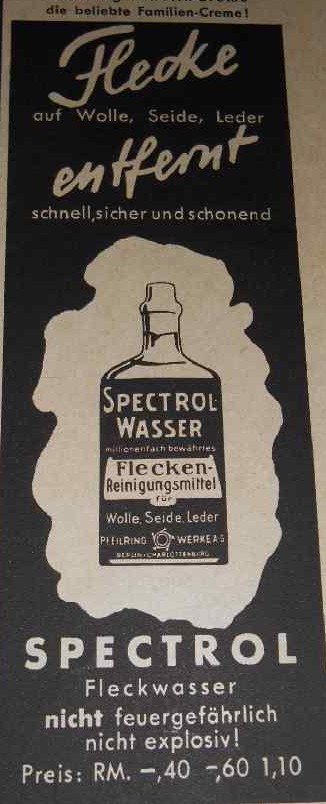 die beliebte Familien-Creme!
Flecke
auf Wolle, Seide, Leder
entfernt
schnell, sicher und schonend
SPECTROL-
WASSER
millionenfach bewährtes
Flecken-
Reinigungsmittel
für
Wolle, Seide, Leder
PFEILRING WERKE A.G
BERLIN-CHARLOTTENBURG
SPECTROL
Fleckwasser
nicht feuergefährlich
nicht explosiv!
Preis: RM. –,40 –,60 1,10